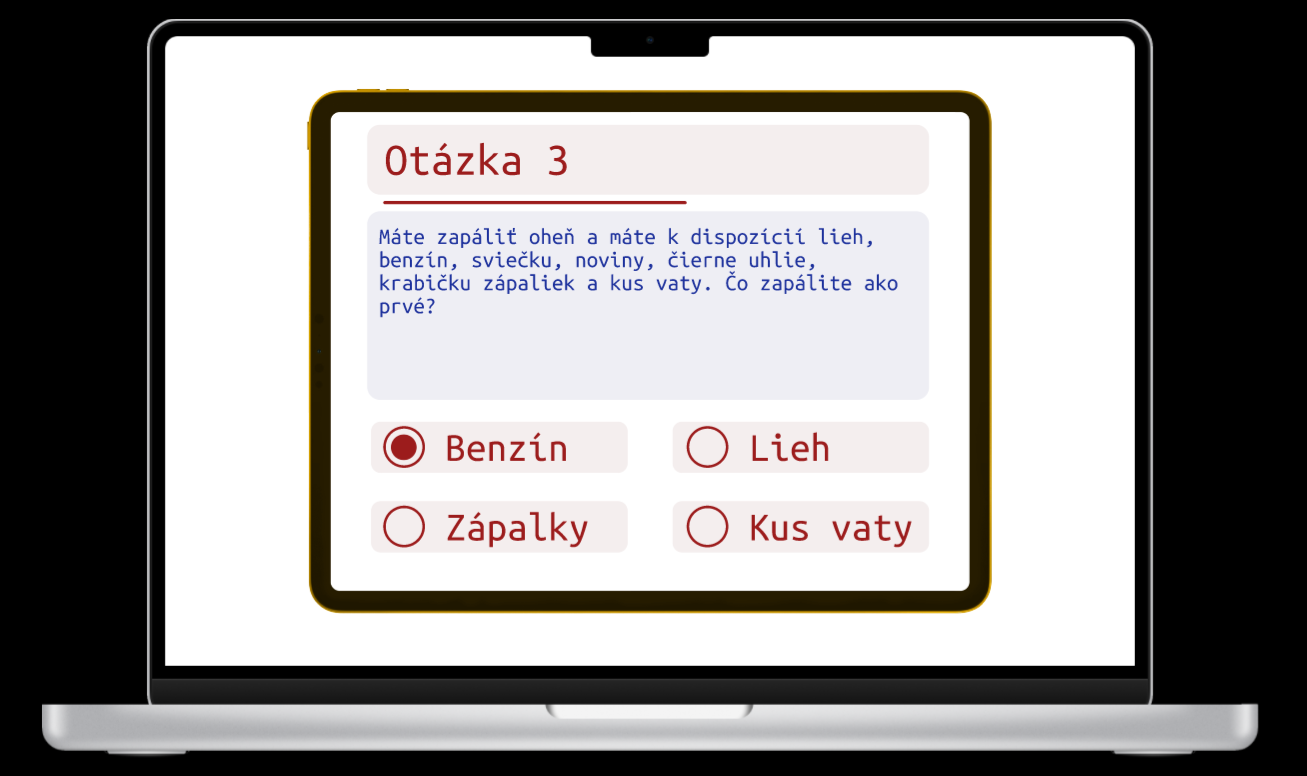 Otázka 3
Máte zapáliť oheň a máte k dispozícií lieh,
benzín, sviečku, noviny, čierne uhlie,
krabičku zápaliek a kus vaty. Čo zapálite ako
prvé?
Benzín
Lieh
Zápalky
Kus vaty